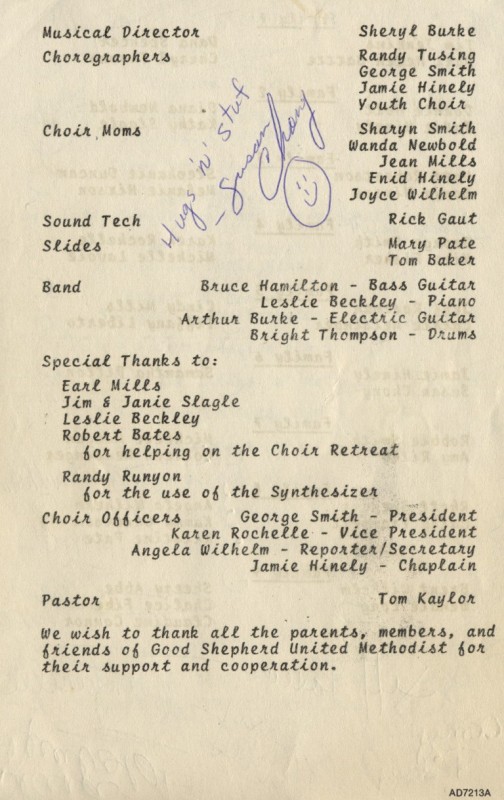 Musical Director Sheryl Burke
Choregraphers Randy Tusing
George Smith
Jamie Hinely
Youth Choir
Hugs 'n' Stuf
- Susan Chong
Choir Moms Sharyn Smith
Wanda Newbold
Jean Mills
Enid Hinely
Joyce Wilhelm
Sound Tech Rick Gaut
Slides Mary Pate
Tom Baker
Band Bruce Hamilton - Bass Guitar
Leslie Beckley - Piano
Arthur Burke - Electric Guitar
Bright Thompson - Drums
Special Thanks to:
Earl Mills
Jim & Janie Slagle
Leslie Beckley
Robert Bates
for helping on the Choir Retreat
Randy Runyon
for the use of the Synthesizer
Choir Officers George Smith - President
Karen Rochelle - Vice President
Angela Wilhelm - Reporter/Secretary
Jamie Hinely - Chaplain
Pastor Tom Kaylor
We wish to thank all the parents, members, and
friends of Good Shepherd United Methodist for
their support and cooperation.
AD7213A